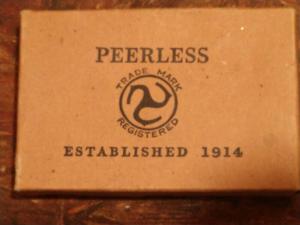 PEERLESS
TRADE MARK
REGISTERED
ESTABLISHED 1914